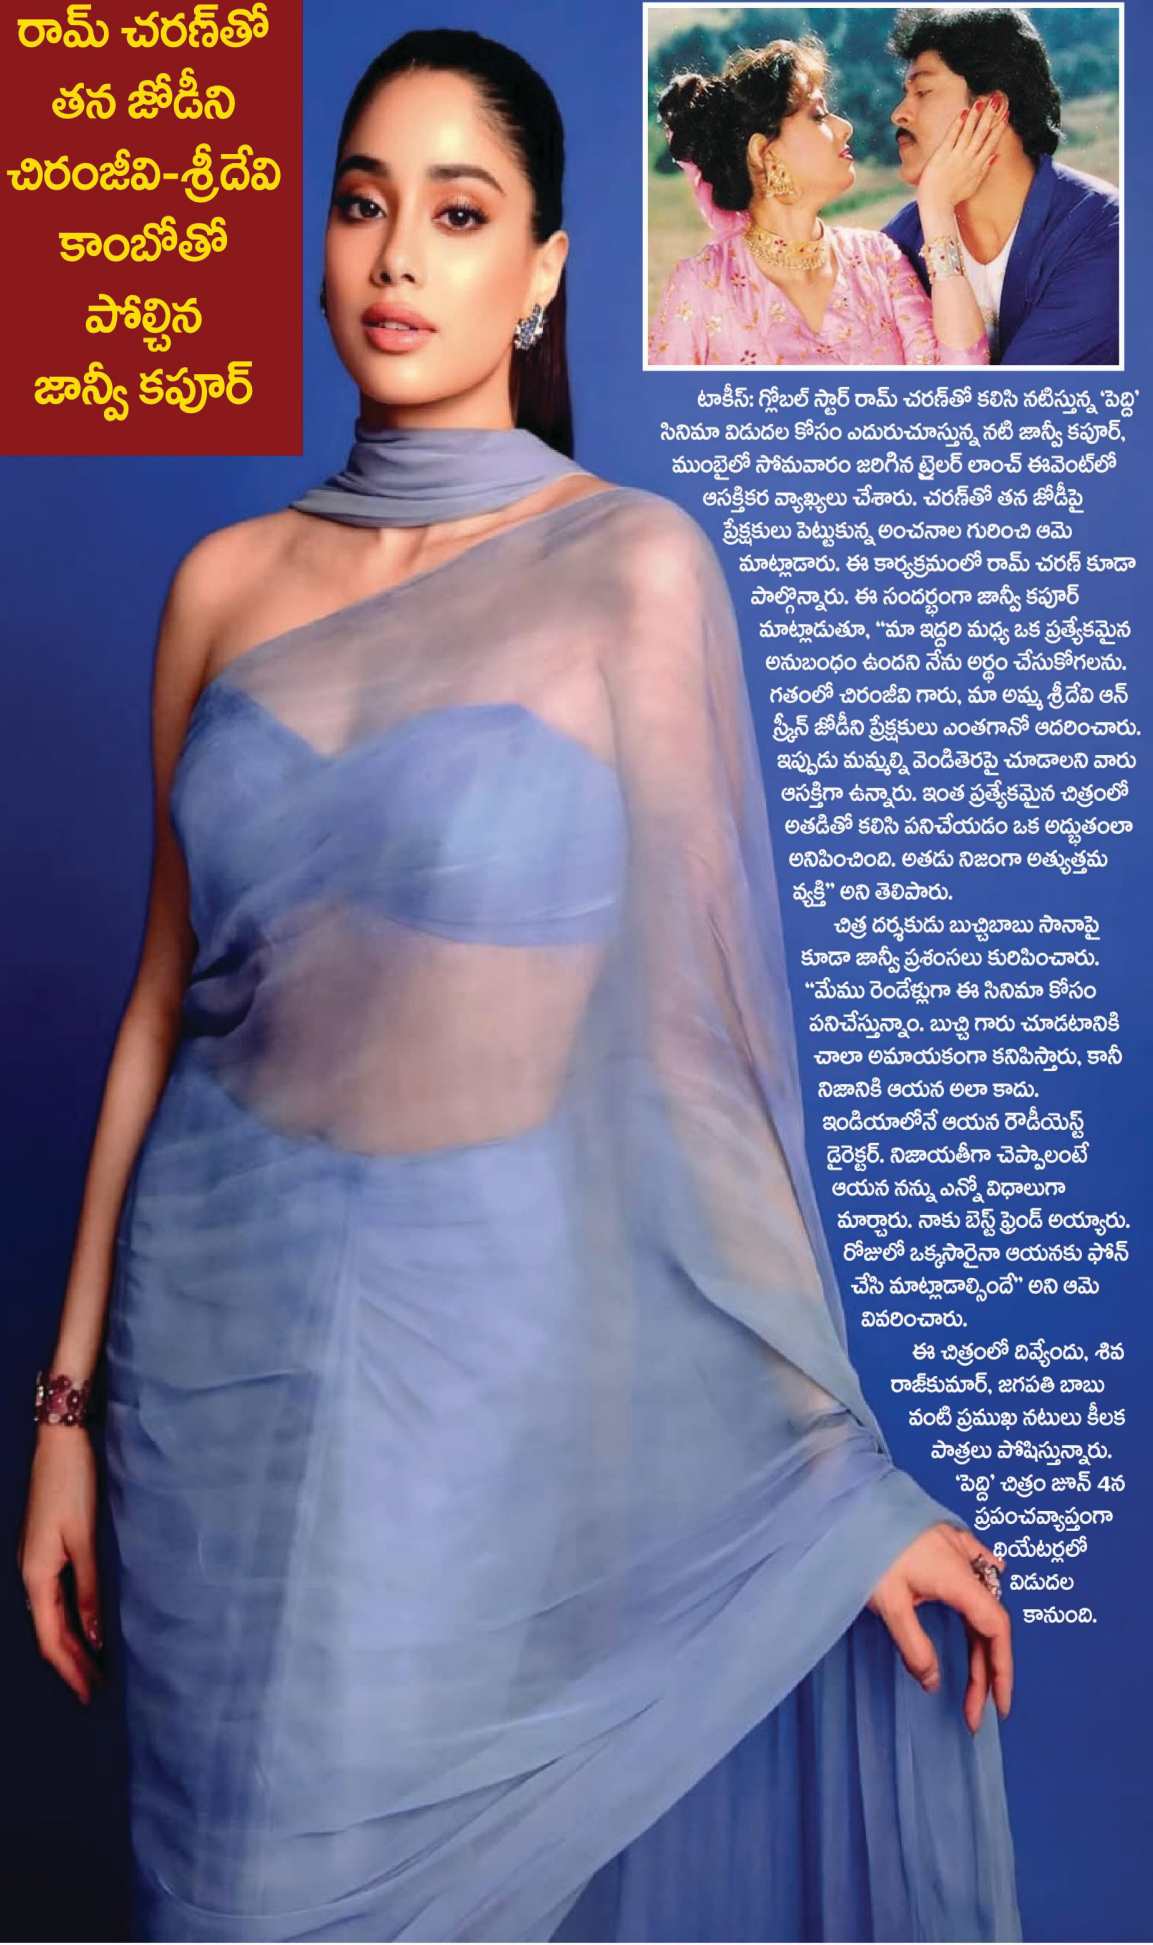 రామ్ చరణ్‌తో
తన జోడీని
చిరంజీవి-శ్రీదేవి
కాంబోతో
పోల్చిన
జాన్వీ కపూర్
టాకీస్: గ్లోబల్ స్టార్ రామ్ చరణ్‌తో కలిసి నటిస్తున్న ‘పెద్ది’
సినిమా విడుదల కోసం ఎదురుచూస్తున్న నటి జాన్వీ కపూర్,
ముంబైలో సోమవారం జరిగిన ట్రైలర్ లాంచ్ ఈవెంట్‌లో
ఆసక్తికర వ్యాఖ్యలు చేశారు. చరణ్‌తో తన జోడీపై
ప్రేక్షకులు పెట్టుకున్న అంచనాల గురించి ఆమె
మాట్లాడారు. ఈ కార్యక్రమంలో రామ్ చరణ్ కూడా
పాల్గొన్నారు. ఈ సందర్భంగా జాన్వీ కపూర్
మాట్లాడుతూ, “మా ఇద్దరి మధ్య ఒక ప్రత్యేకమైన
అనుబంధం ఉందని నేను అర్థం చేసుకోగలను.
గతంలో చిరంజీవి గారు, మా అమ్మ శ్రీదేవి ఆన్
స్క్రీన్ జోడీని ప్రేక్షకులు ఎంతగానో ఆదరించారు.
ఇప్పుడు మమ్మల్ని వెండితెరపై చూడాలని వారు
ఆసక్తిగా ఉన్నారు. ఇంత ప్రత్యేకమైన చిత్రంలో
అతడితో కలిసి పనిచేయడం ఒక అద్భుతంలా
అనిపించింది. అతడు నిజంగా అత్యుత్తమ
వ్యక్తి” అని తెలిపారు.
చిత్ర దర్శకుడు బుచ్చిబాబు సానాపై
కూడా జాన్వీ ప్రశంసలు కురిపించారు.
“మేము రెండేళ్లుగా ఈ సినిమా కోసం
పనిచేస్తున్నాం. బుచ్చి గారు చూడటానికి
చాలా అమాయకంగా కనిపిస్తారు, కానీ
నిజానికి ఆయన అలా కాదు.
ఇండియాలోనే ఆయన రౌడీయెస్ట్
డైరెక్టర్. నిజాయతీగా చెప్పాలంటే
ఆయన నన్ను ఎన్నో విధాలుగా
మార్చారు. నాకు బెస్ట్ ఫ్రెండ్ అయ్యారు.
రోజులో ఒక్కసారైనా ఆయనకు ఫోన్
చేసి మాట్లాడాల్సిందే” అని ఆమె
వివరించారు.
ఈ చిత్రంలో దివ్యేందు, శివ
రాజ్‌కుమార్, జగపతి బాబు
వంటి ప్రముఖ నటులు కీలక
పాత్రలు పోషిస్తున్నారు.
‘పెద్ది’ చిత్రం జూన్ 4న
ప్రపంచవ్యాప్తంగా
థియేటర్లలో
విడుదల
కానుంది.